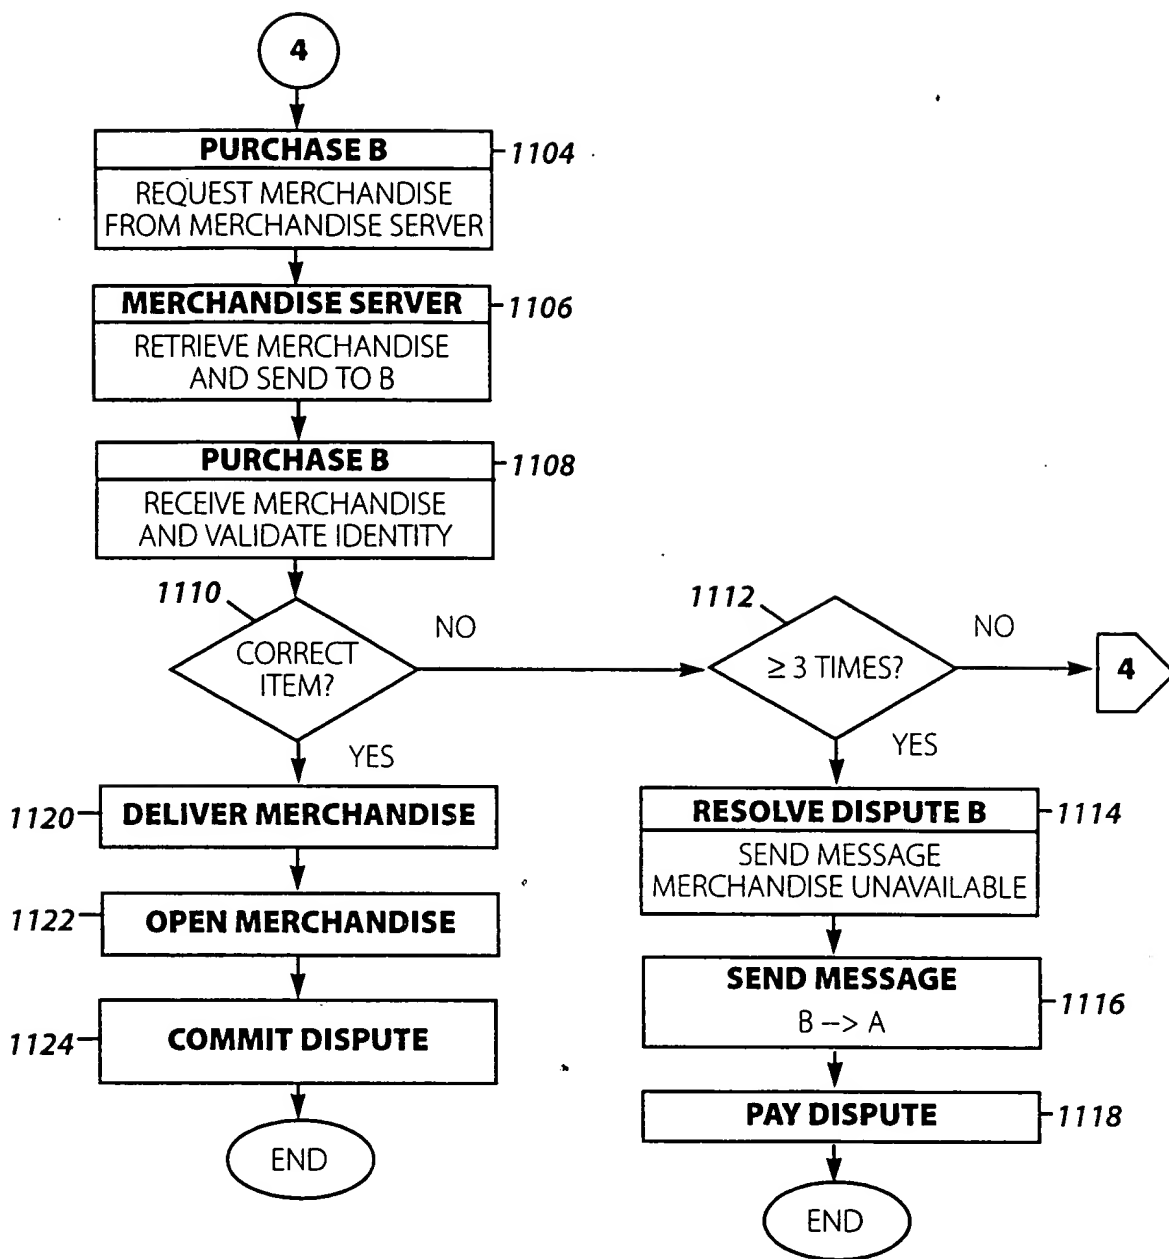 4
PURCHASE B
1104
REQUEST MERCHANDISE
FROM MERCHANDISE SERVER
MERCHANDISE SERVER
1106
RETRIEVE MERCHANDISE
AND SEND TO B
PURCHASE B
1108
RECEIVE MERCHANDISE
AND VALIDATE IDENTITY
1110
CORRECT
ITEM?
NO
YES
1112
≥ 3 TIMES?
NO
4
YES
1120
DELIVER MERCHANDISE
1122
OPEN MERCHANDISE
1124
COMMIT DISPUTE
END
RESOLVE DISPUTE B
1114
SEND MESSAGE
MERCHANDISE UNAVAILABLE
SEND MESSAGE
B --> A
1116
PAY DISPUTE
1118
END